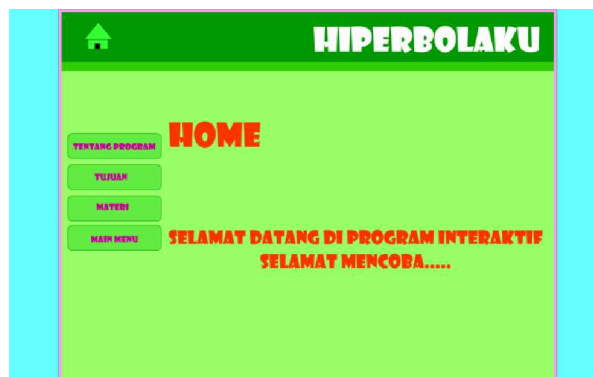 HIPERBOLAKU
HOME
TENTANG PROGRAM
TUJUAN
MATERI
MAIN MENU
SELAMAT DATANG DI PROGRAM INTERAKTIF
SELAMAT MENCOBA.....